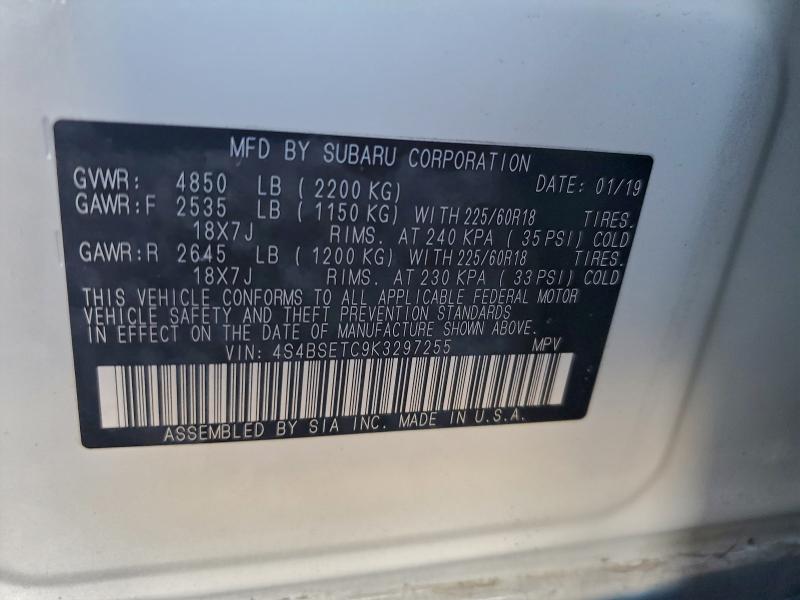 MFD BY SUBARU CORPORATION
GVWR: 4850 LB ( 2200 KG) DATE: 01/19
GAWR:F 2535 LB ( 1150 KG) WITH 225/60R18 TIRES.
18X7J RIMS. AT 240 KPA ( 35 PSI) COLD
GAWR:R 2645 LB ( 1200 KG) WITH 225/60R18 TIRES.
18X7J RIMS. AT 230 KPA ( 33 PSI) COLD
THIS VEHICLE CONFORMS TO ALL APPLICABLE FEDERAL MOTOR
VEHICLE SAFETY AND THEFT PREVENTION STANDARDS
IN EFFECT ON THE DATE OF MANUFACTURE SHOWN ABOVE.
VIN: 4S4BSETC9K3297255 MPV
ASSEMBLED BY SIA INC. MADE IN U.S.A.